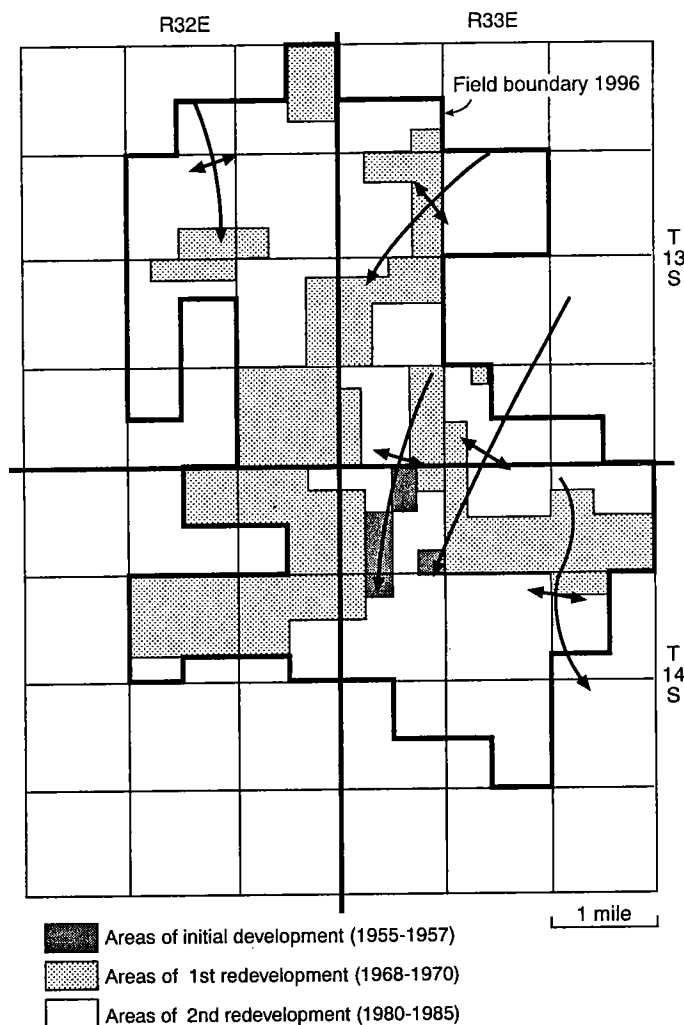 R32E
R33E
Field boundary 1996
T
13
S
T
14
S
1 mile
Areas of initial development (1955-1957)
Areas of 1st redevelopment (1968-1970)
Areas of 2nd redevelopment (1980-1985)